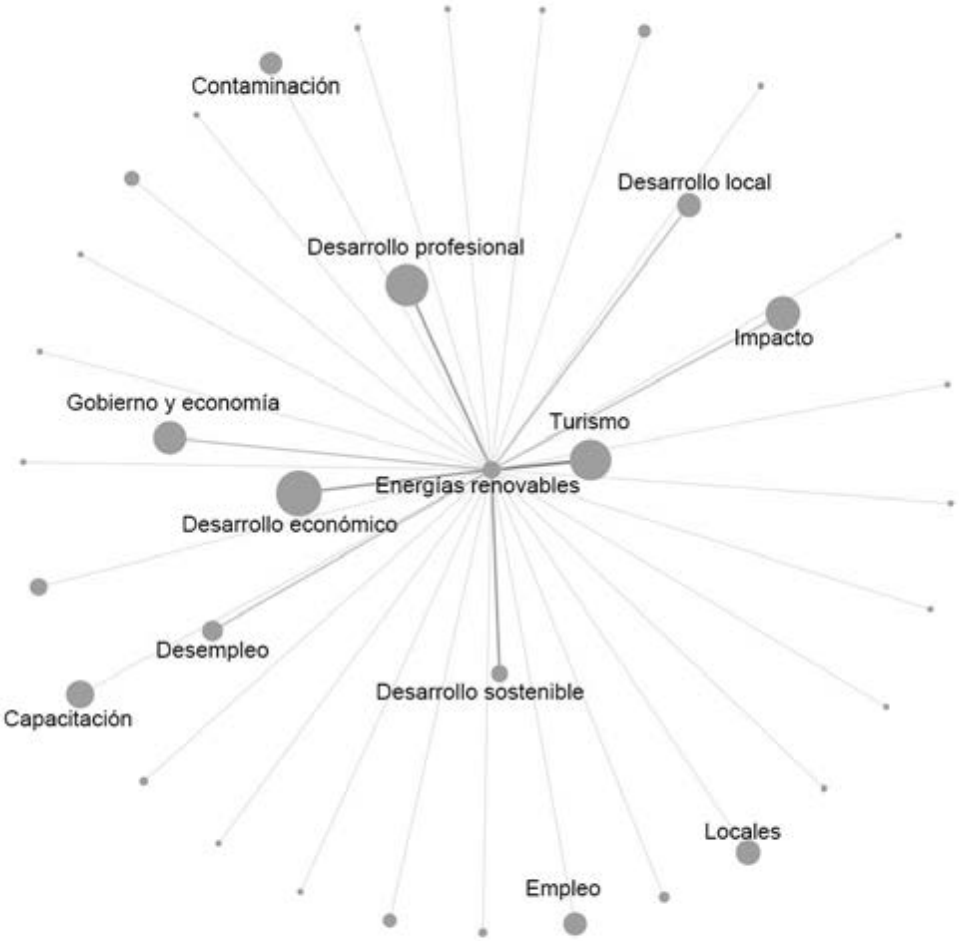 Contaminación
Desarrollo local
Desarrollo profesional
Impacto
Gobierno y economía
Turismo
Energías renovables
Desarrollo económico
Desempleo
Desarrollo sostenible
Capacitación
Locales
Empleo